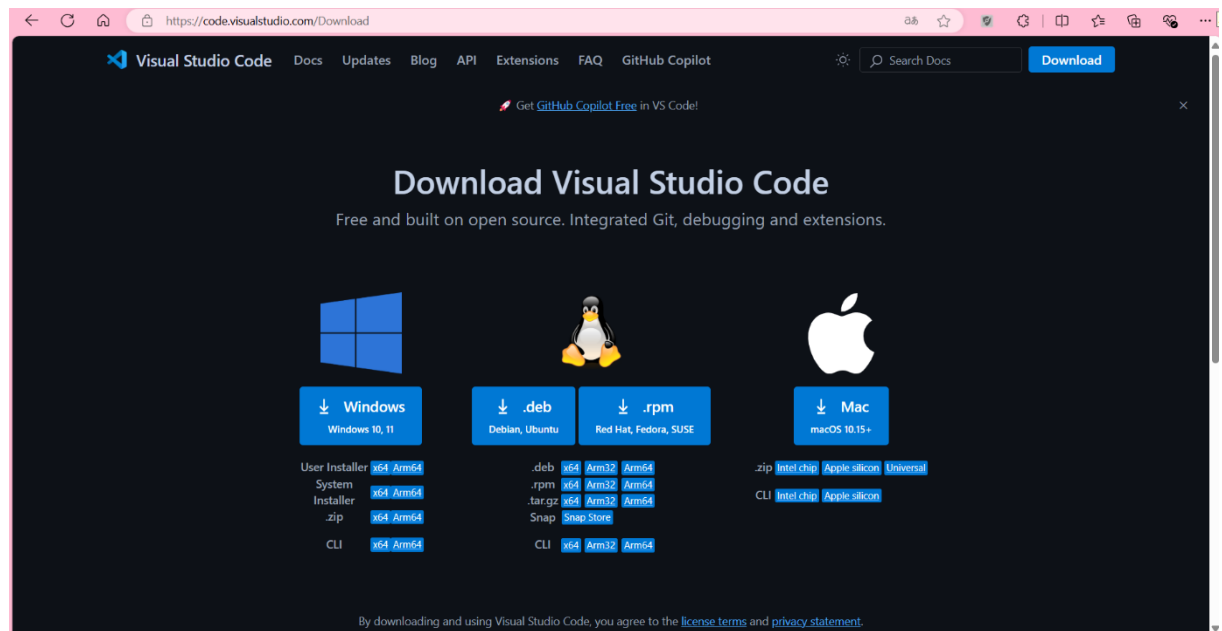 https://code.visualstudio.com/Download
Visual Studio Code Docs Updates Blog API Extensions FAQ GitHub Copilot Search Docs Download
🚀 Get GitHub Copilot Free in VS Code!
Download Visual Studio Code
Free and built on open source. Integrated Git, debugging and extensions.
Windows
Windows 10, 11
User Installer x64 Arm64
System
Installer x64 Arm64
.zip x64 Arm64
CLI x64 Arm64
.deb
Debian, Ubuntu
.rpm
Red Hat, Fedora, SUSE
.deb x64 Arm32 Arm64
.rpm x64 Arm32 Arm64
.tar.gz x64 Arm32 Arm64
Snap Snap Store
CLI x64 Arm32 Arm64
Mac
macOS 10.15+
.zip Intel chip Apple silicon Universal
CLI Intel chip Apple silicon
By downloading and using Visual Studio Code, you agree to the license terms and privacy statement.